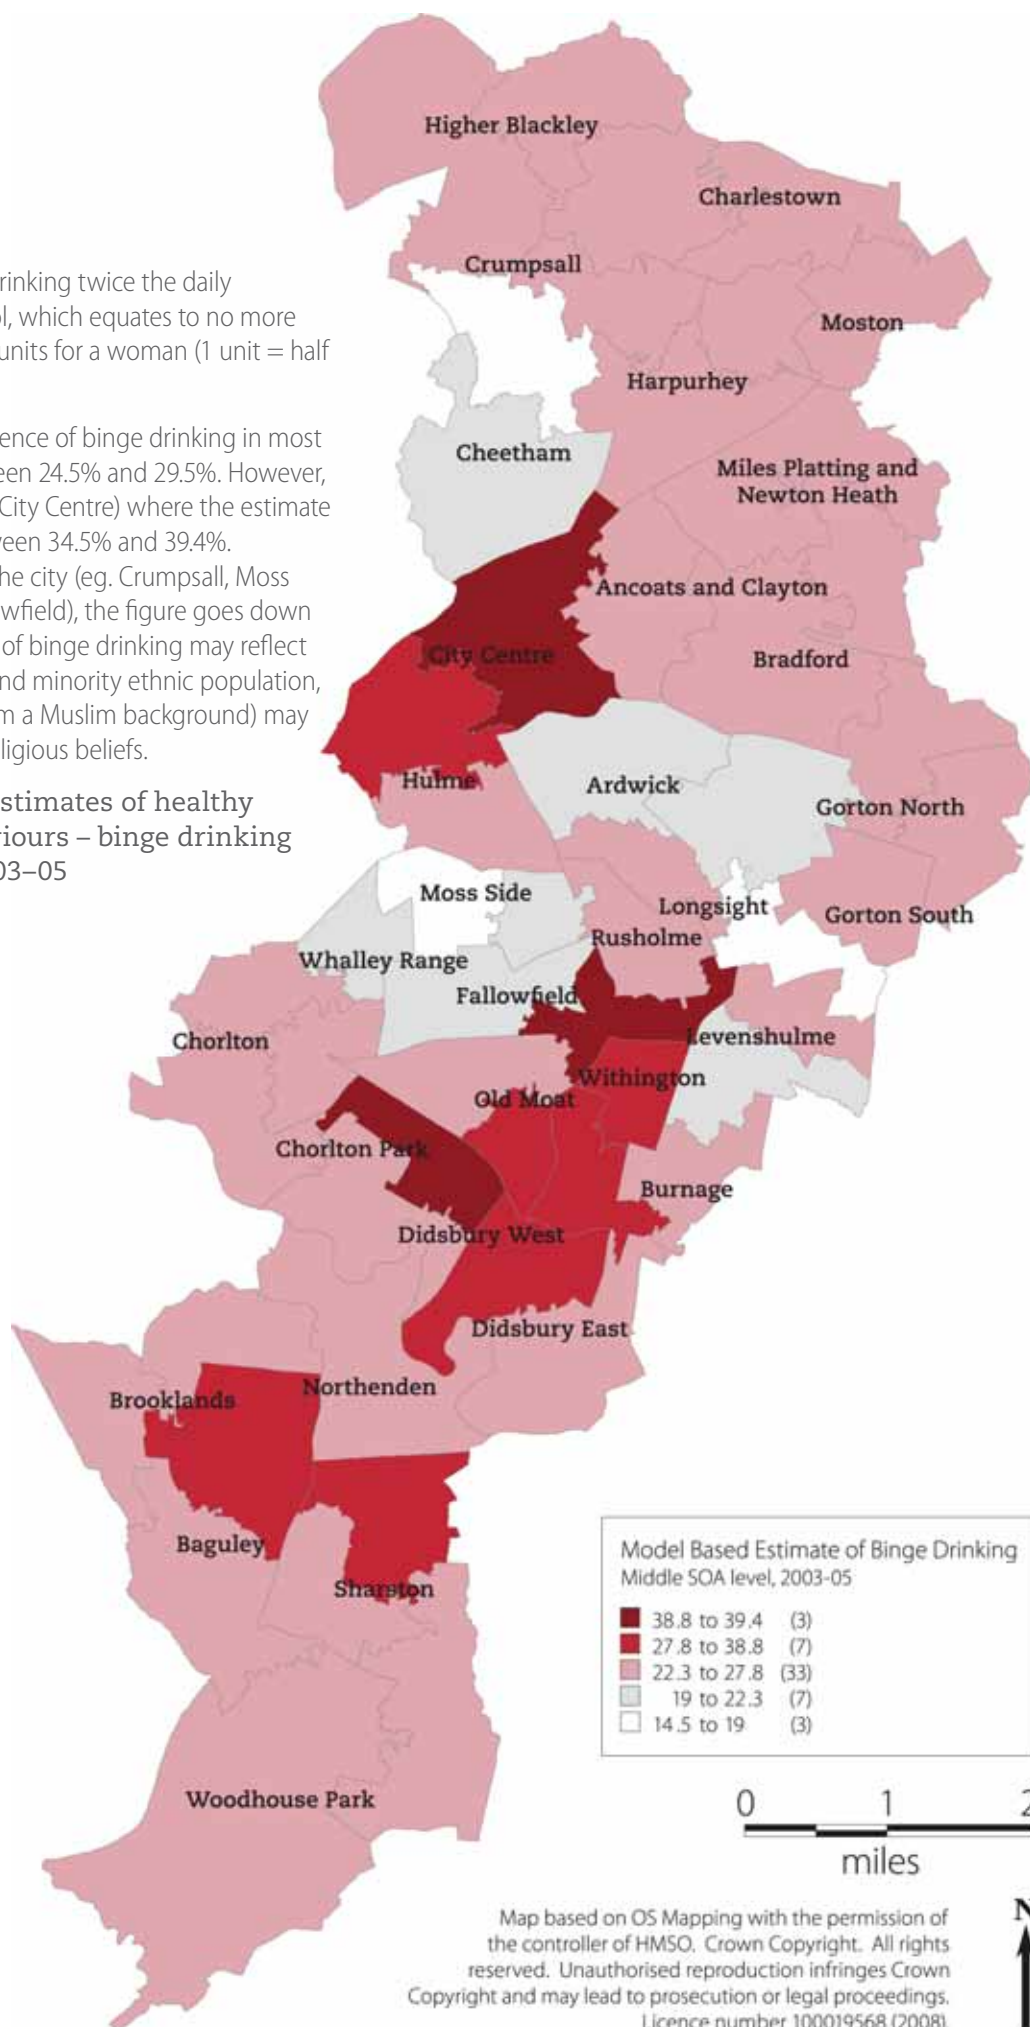 Higher Blackley
Charlestown
Crumpsall
Moston
Harpurhey
Cheetham
Miles Platting and
Newton Heath
Ancoats and Clayton
City Centre
Bradford
Hulme
Ardwick
Gorton North
Moss Side
Longsight
Gorton South
Rusholme
Whalley Range
Fallowfield
Chorlton
Levenshulme
Withington
Old Moat
Chorlton Park
Burnage
Didsbury West
Didsbury East
Northenden
Brooklands
Baguley
Sharston
Woodhouse Park
rinking twice the daily
l, which equates to no more
units for a woman (1 unit = half
ence of binge drinking in most
een 24.5% and 29.5%. However,
City Centre) where the estimate
veen 34.5% and 39.4%.
he city (eg. Crumpsall, Moss
wfield), the figure goes down
of binge drinking may reflect
nd minority ethnic population,
m a Muslim background) may
ligious beliefs.
stimates of healthy
iours – binge drinking
03–05
Model Based Estimate of Binge Drinking
Middle SOA level, 2003-05
38.8 to 39.4 (3)
27.8 to 38.8 (7)
22.3 to 27.8 (33)
19 to 22.3 (7)
14.5 to 19 (3)
0 1 2
miles
N
Map based on OS Mapping with the permission of
the controller of HMSO. Crown Copyright. All rights
reserved. Unauthorised reproduction infringes Crown
Copyright and may lead to prosecution or legal proceedings.
Licence number 100019568 (2008).